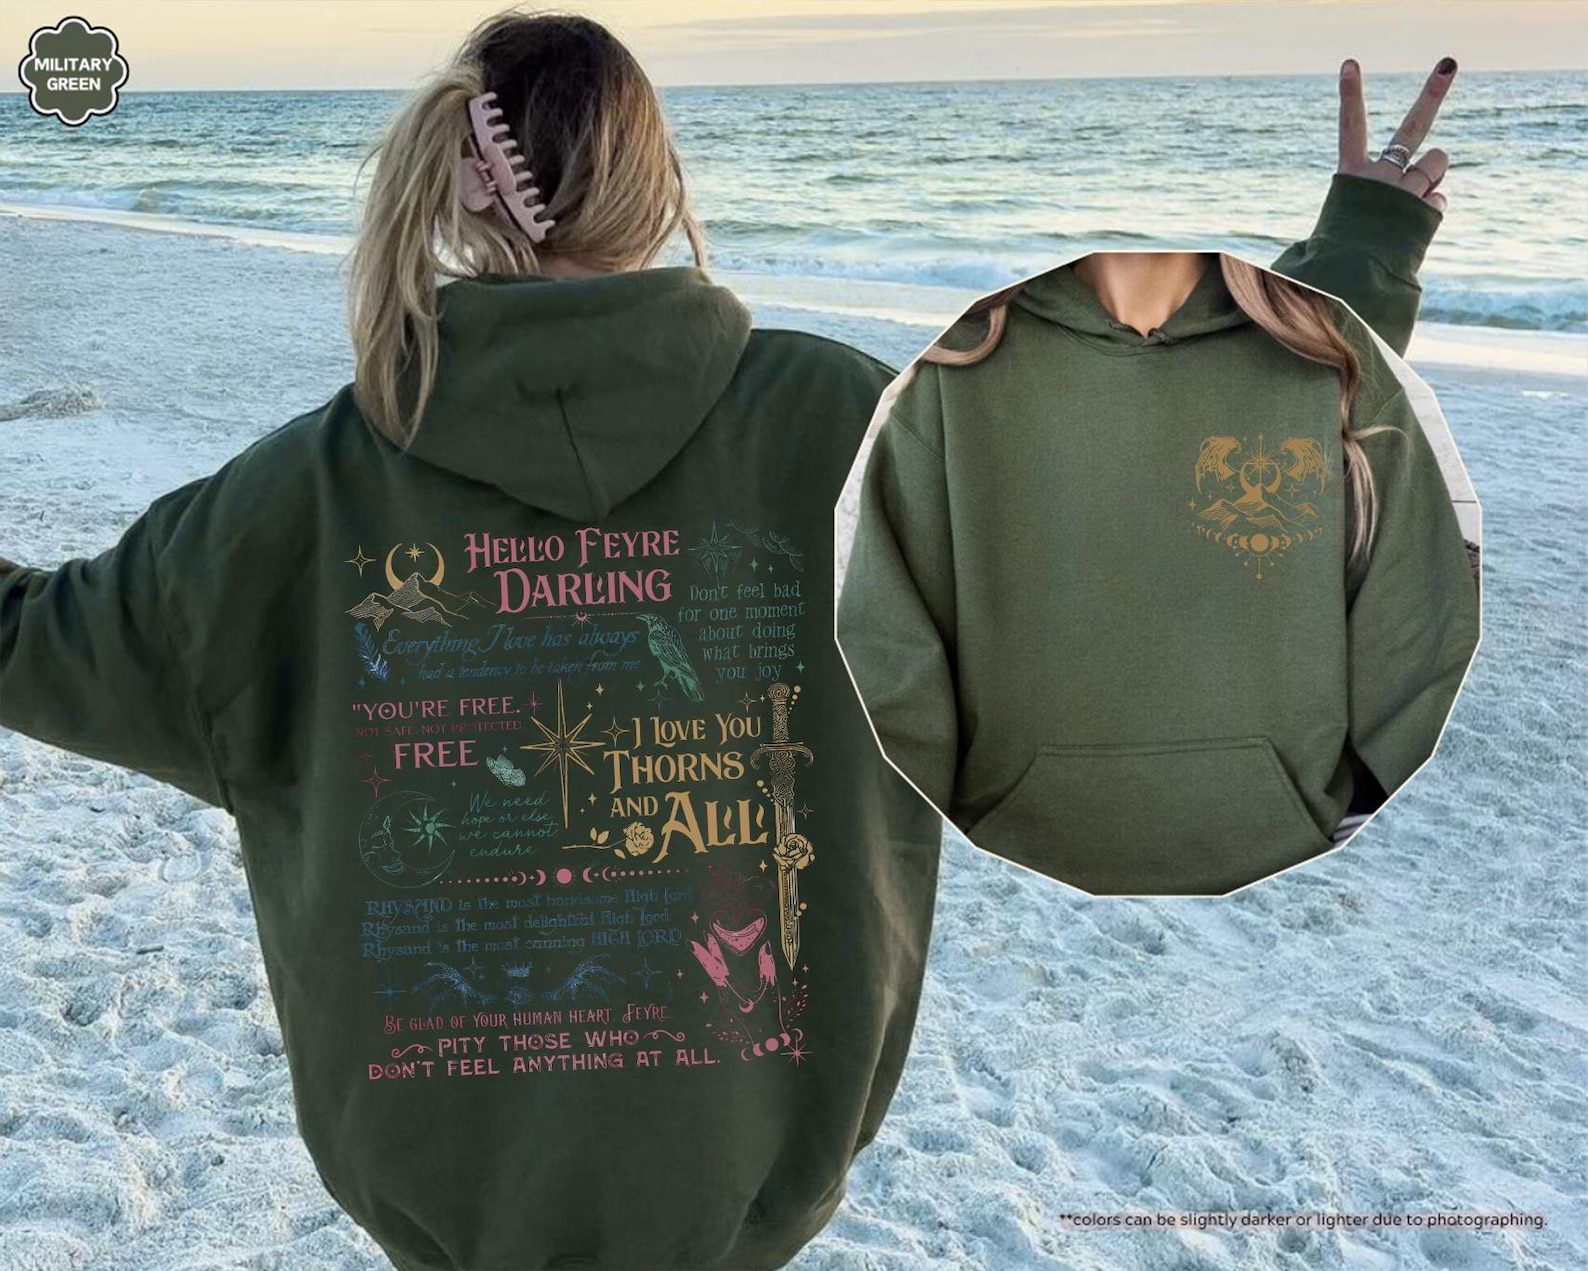 MILITARY
GREEN
HELLO FEYRE
DARLING
Don't feel bad
for one moment
about doing
what brings
you joy
Everything I love has always
had a tendency to be taken from me
"YOU'RE FREE.
NOT SAFE. NOT PROTECTED.
FREE
I LOVE YOU
THORNS
AND ALL
We need
hope or else
we cannot
endure
RHYSAND is the most handsome High Lord
Rhysand is the most delightful High Lord
Rhysand is the most cunning HIGH LORD
BE GLAD OF YOUR HUMAN HEART, FEYRE.
PITY THOSE WHO
DON'T FEEL ANYTHING AT ALL.
**colors can be slightly darker or lighter due to photographing.